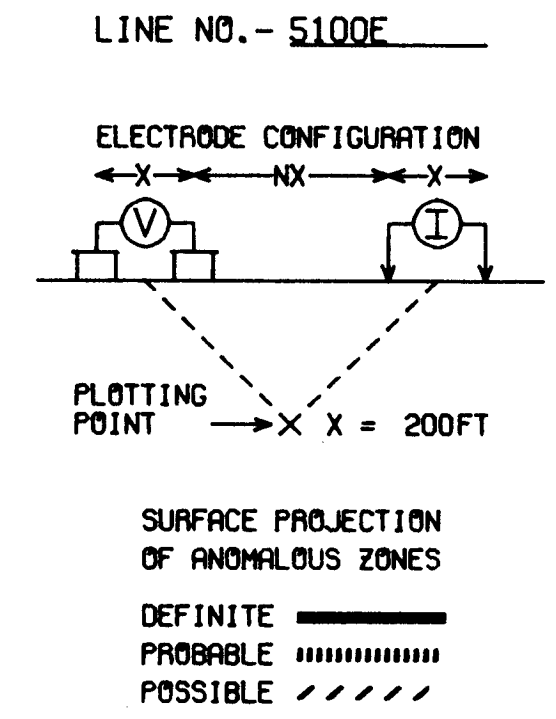 LINE NO.- 5100E
ELECTRODE CONFIGURATION
X NX X
V I
PLOTTING
POINT X X = 200FT
SURFACE PROJECTION
OF ANOMALOUS ZONES
DEFINITE
PROBABLE
POSSIBLE